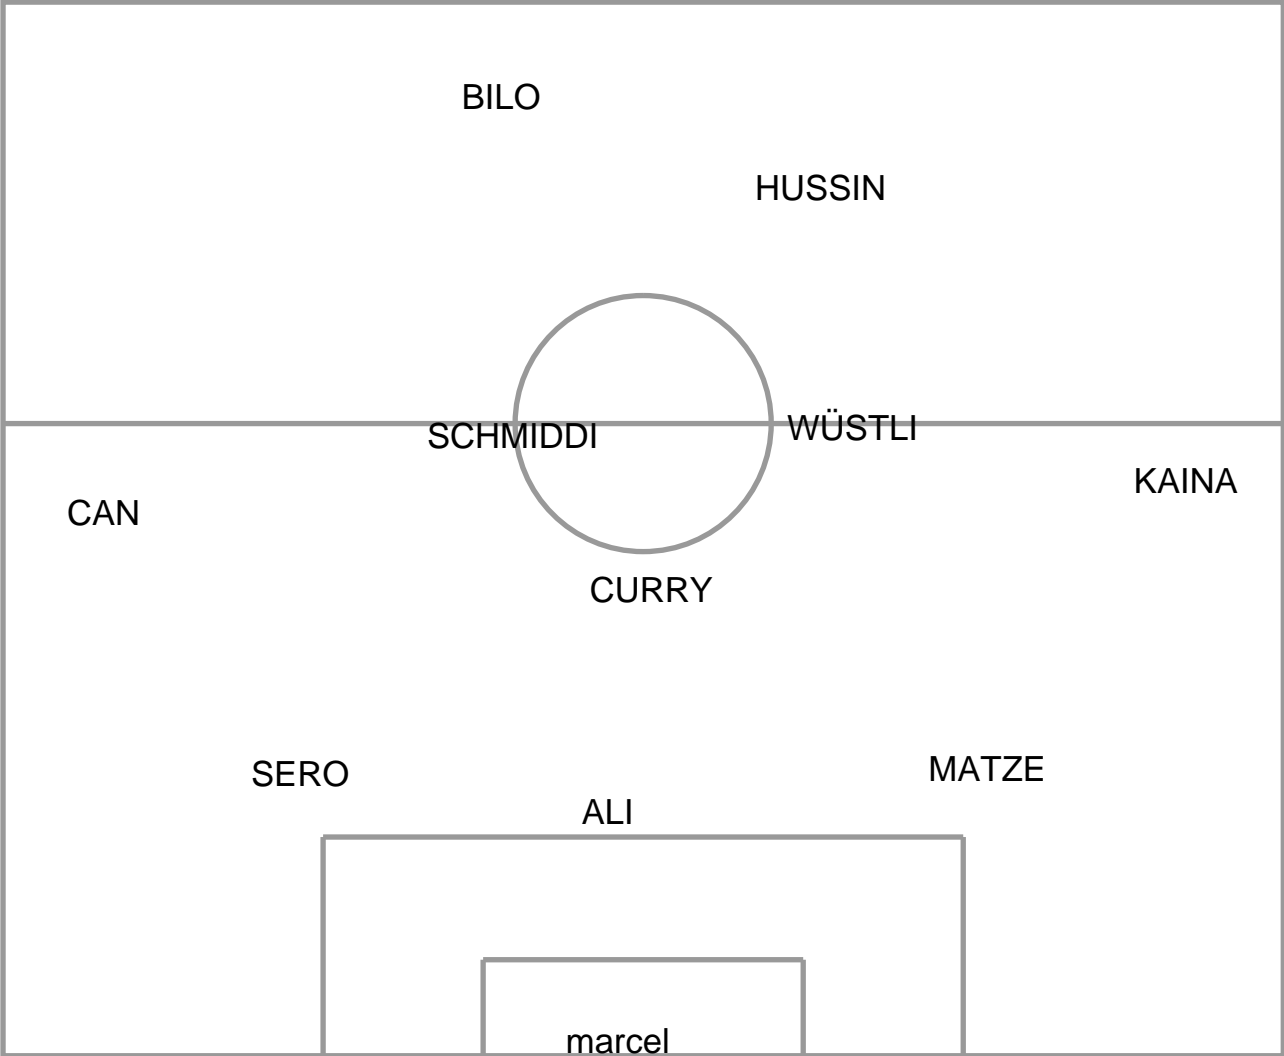 BILO
HUSSIN
SCHMIDDI
WÜSTLI
KAINA
CAN
CURRY
SERO
MATZE
ALI
marcel